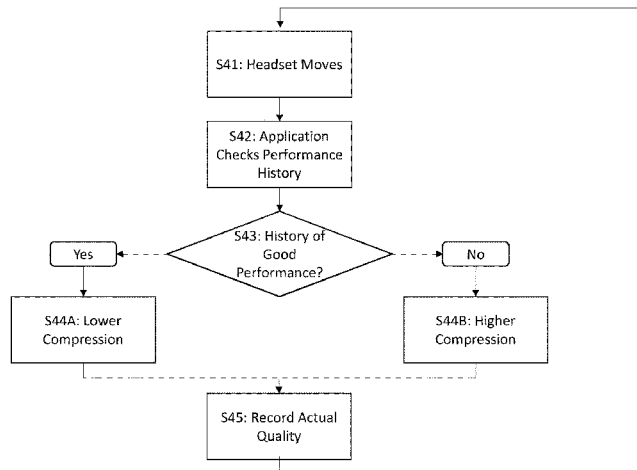 S41: Headset Moves
S42: Application
Checks Performance
History
S43: History of
Good
Performance?
Yes
No
S44A: Lower
Compression
S44B: Higher
Compression
S45: Record Actual
Quality